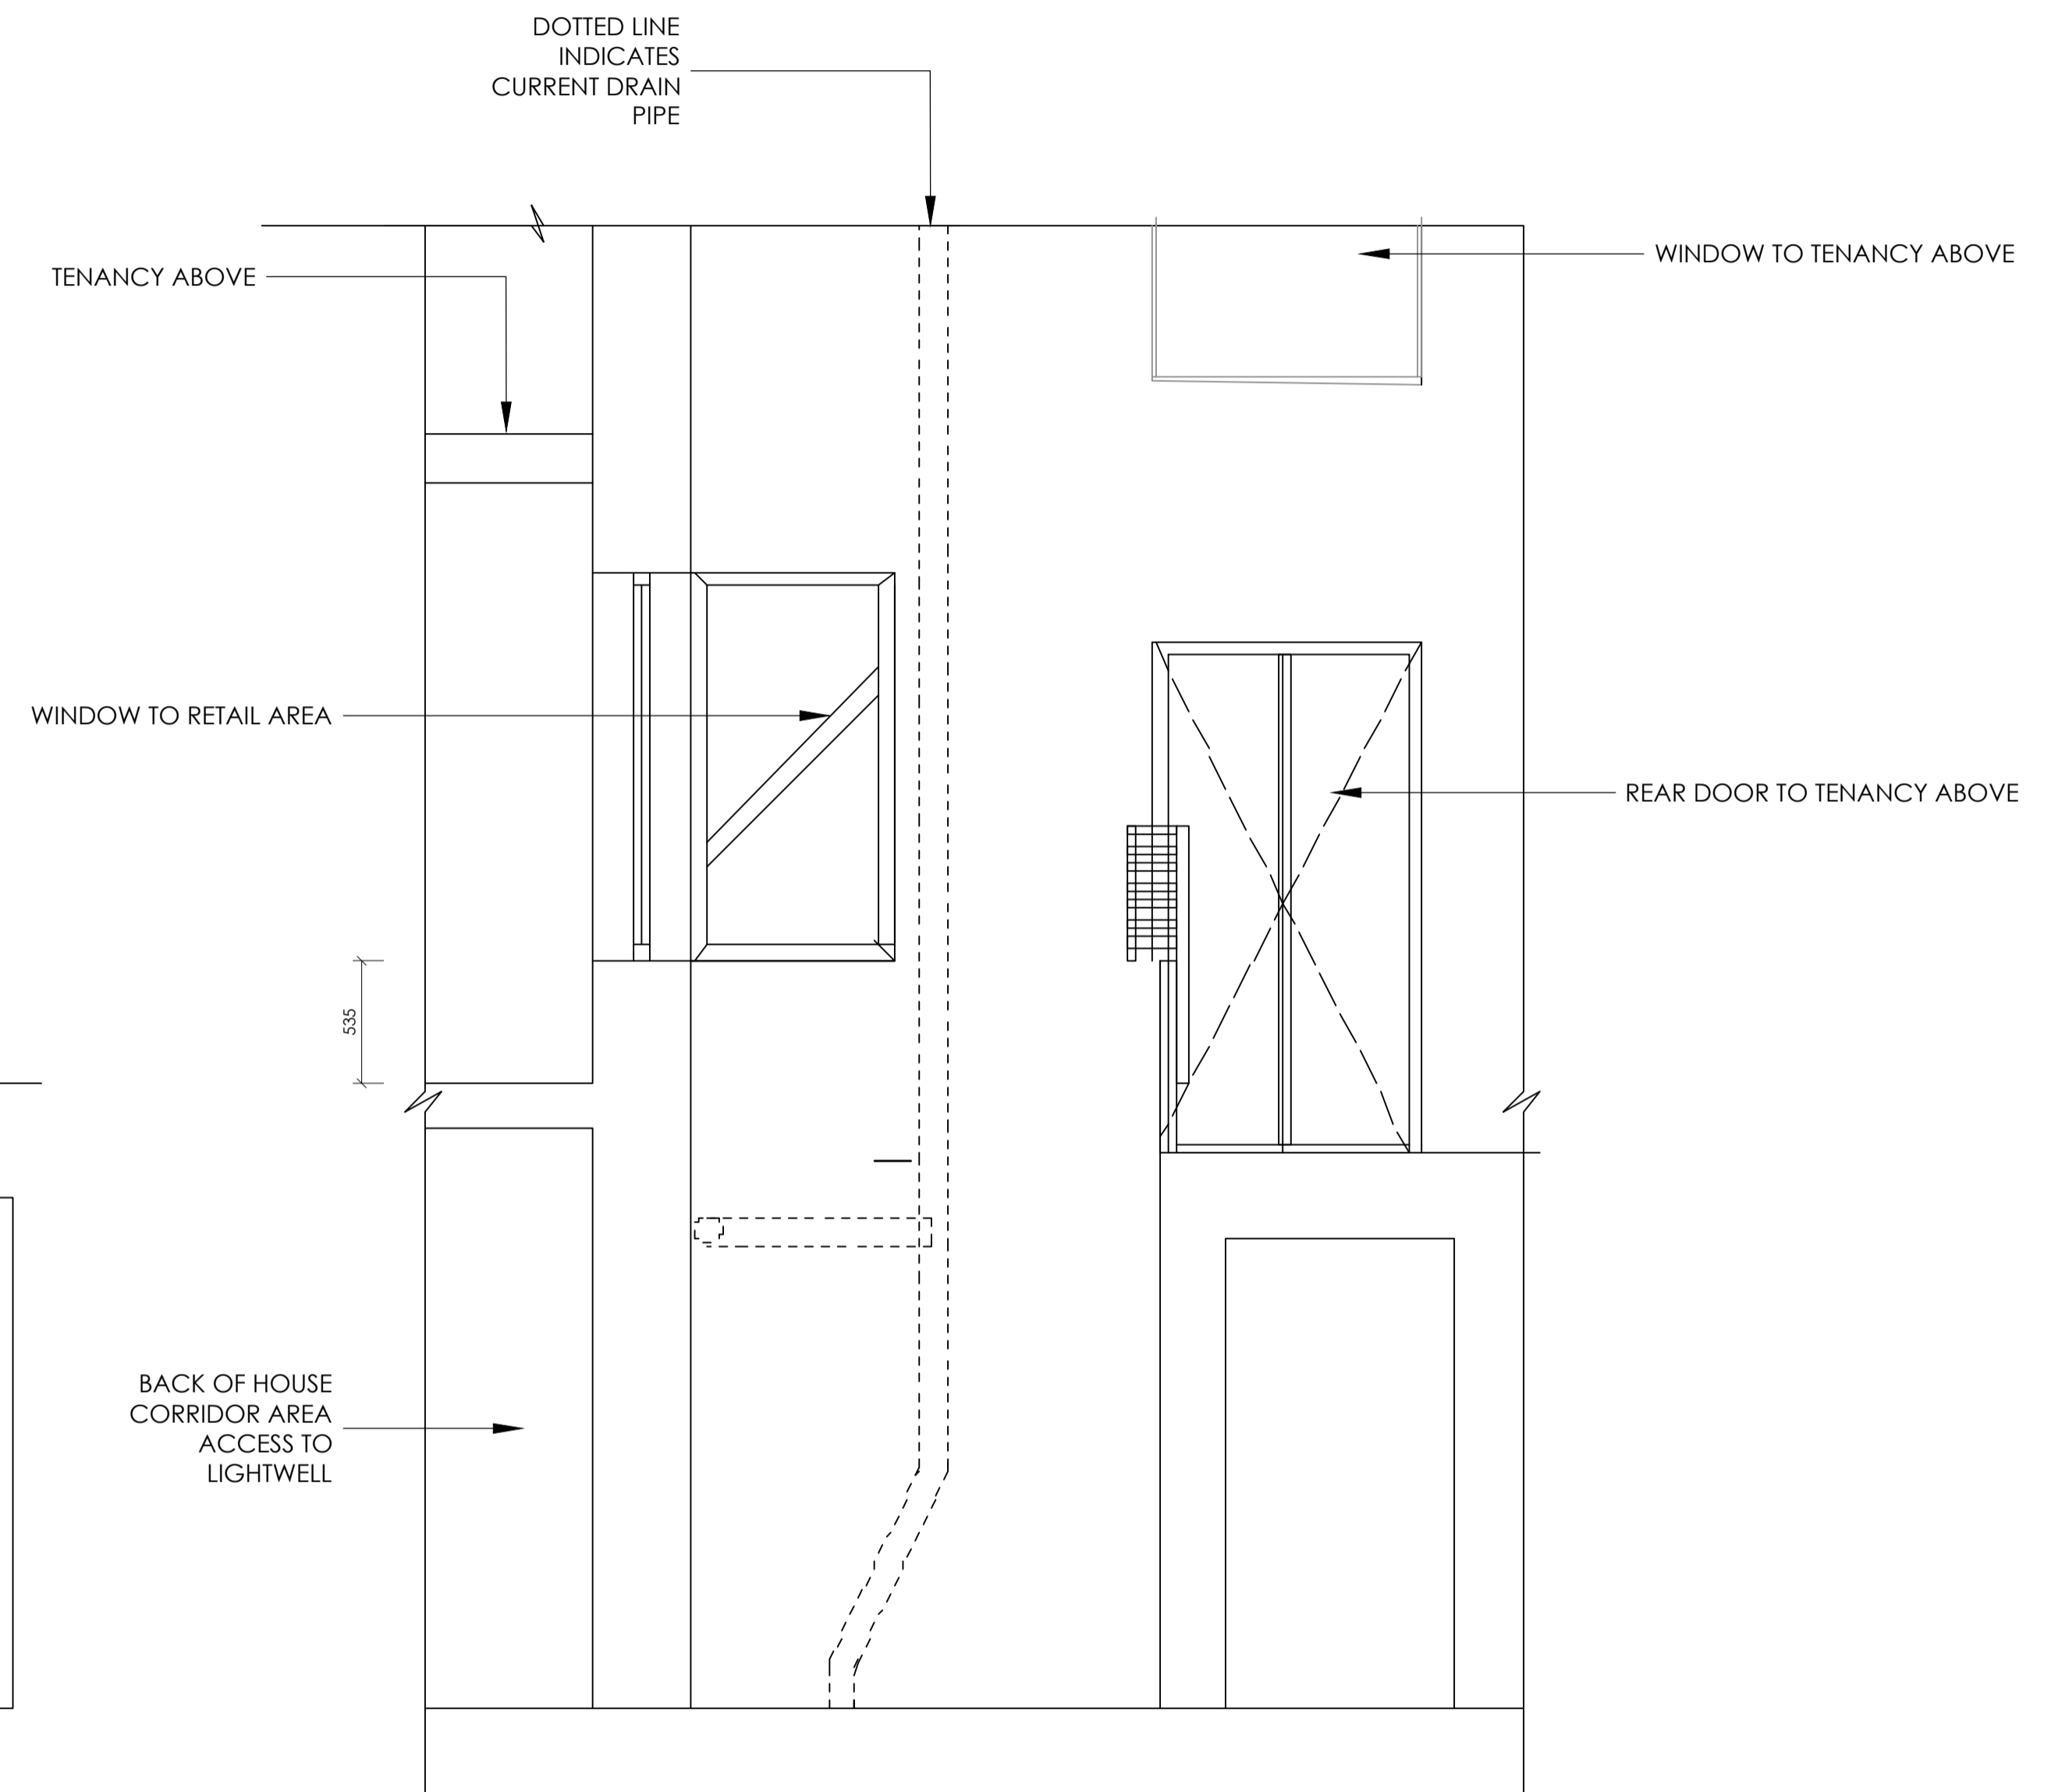 DOTTED LINE
INDICATES
CURRENT DRAIN
PIPE
WINDOW TO TENANCY ABOVE
TENANCY ABOVE
WINDOW TO RETAIL AREA
REAR DOOR TO TENANCY ABOVE
535
BACK OF HOUSE
CORRIDOR AREA
ACCESS TO
LIGHTWELL